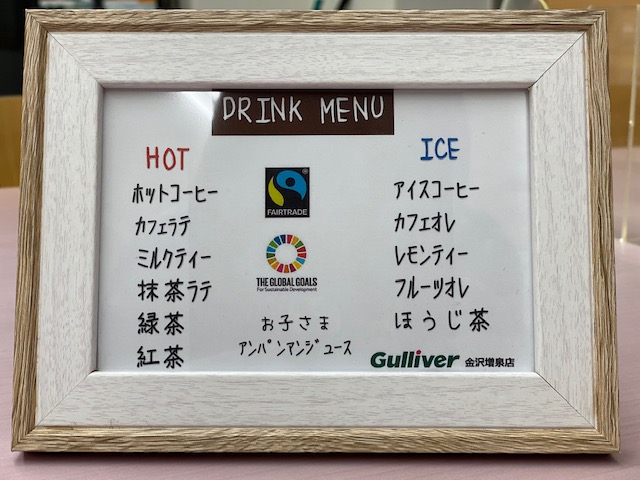 DRINK MENU
HOT
ホットコーヒー
カフェラテ
ミルクティー
抹茶ラテ
緑茶
紅茶
FAIRTRADE
THE GLOBAL GOALS
For Sustainable Development
お子さま
アンパンマンジュース
ICE
アイスコーヒー
カフェオレ
レモンティー
フルーツオレ
ほうじ茶
Gulliver 金沢増泉店